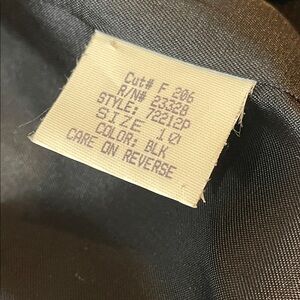 Cut# F 206
R/N# 23328
STYLE: 72212P
SIZE 10
COLOR: BLK
CARE ON REVERSE